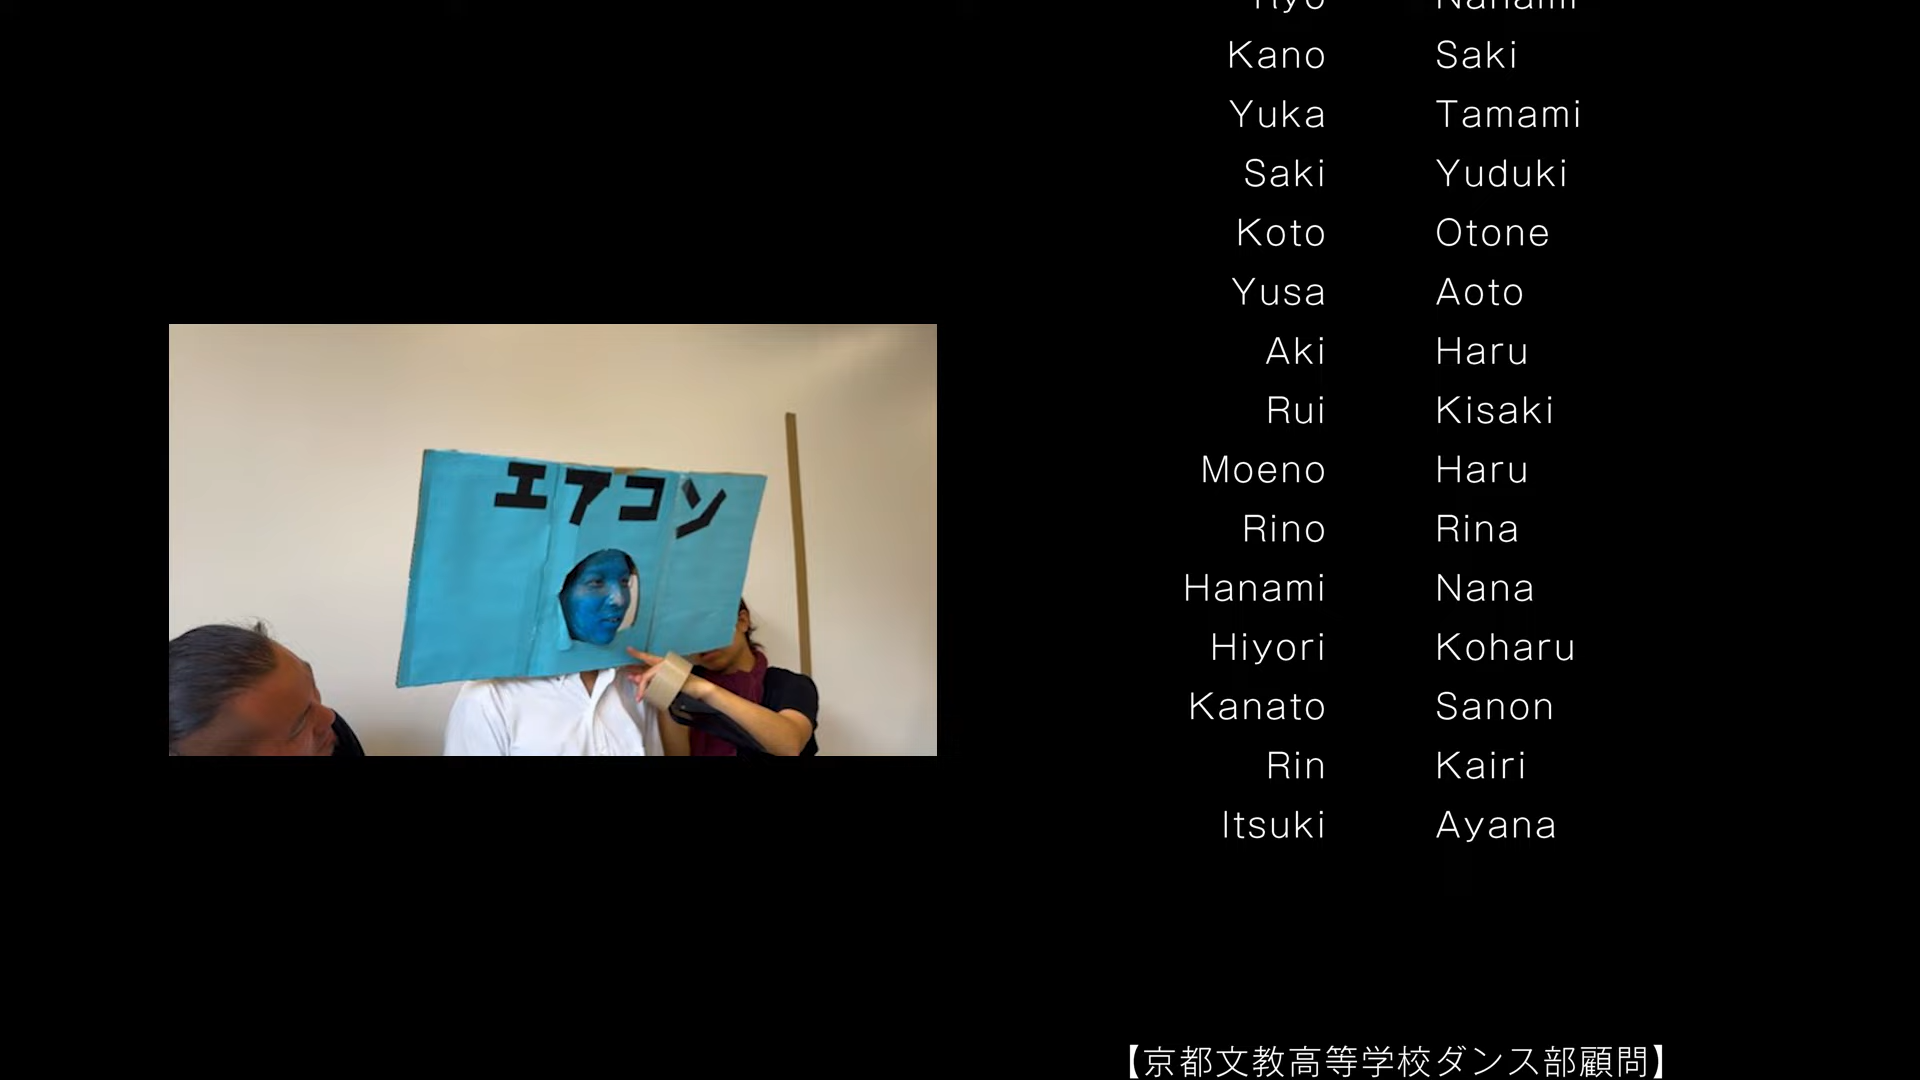 エアコン
Ryo Nanami
Kano Saki
Yuka Tamami
Saki Yuduki
Koto Otone
Yusa Aoto
Aki Haru
Rui Kisaki
Moeno Haru
Rino Rina
Hanami Nana
Hiyori Koharu
Kanato Sanon
Rin Kairi
Itsuki Ayana
【京都文教高等学校ダンス部顧問】